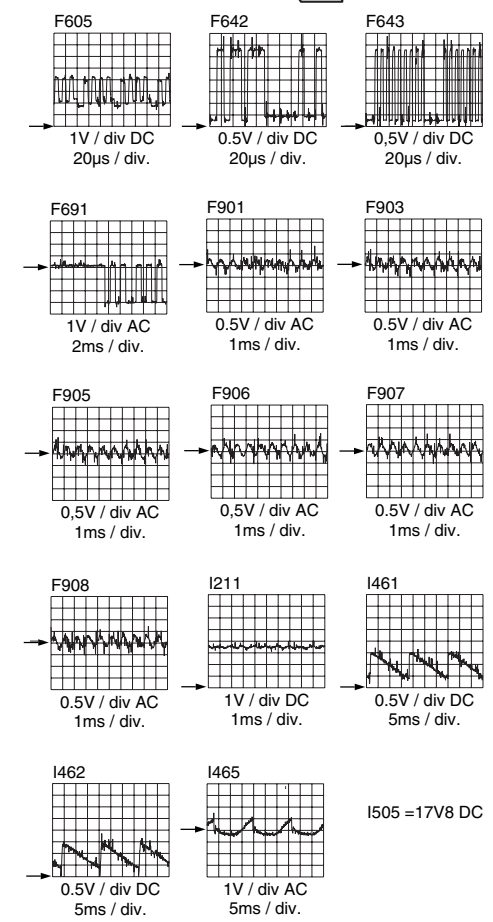 F605
F642
F643
1V / div DC
20µs / div.
0.5V / div DC
20µs / div.
0,5V / div DC
20µs / div.
F691
F901
F903
1V / div AC
2ms / div.
0.5V / div AC
1ms / div.
0.5V / div AC
1ms / div.
F905
F906
F907
0,5V / div AC
1ms / div.
0,5V / div AC
1ms / div.
0.5V / div AC
1ms / div.
F908
I211
I461
0.5V / div AC
1ms / div.
1V / div DC
1ms / div.
0.5V / div DC
5ms / div.
I462
I465
I505 =17V8 DC
0.5V / div DC
5ms / div.
1V / div AC
5ms / div.